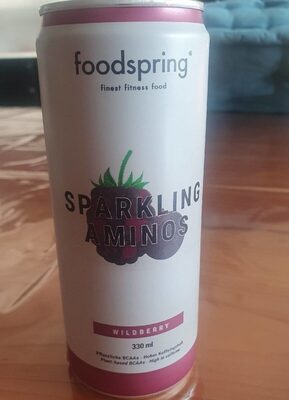 foodspring®
finest fitness food
SPARKLING
AMINOS
WILDBERRY
330 ml
Pflanzliche BCAAs · Hoher Koffeingehalt
Plant-based BCAAs · High in caffeine